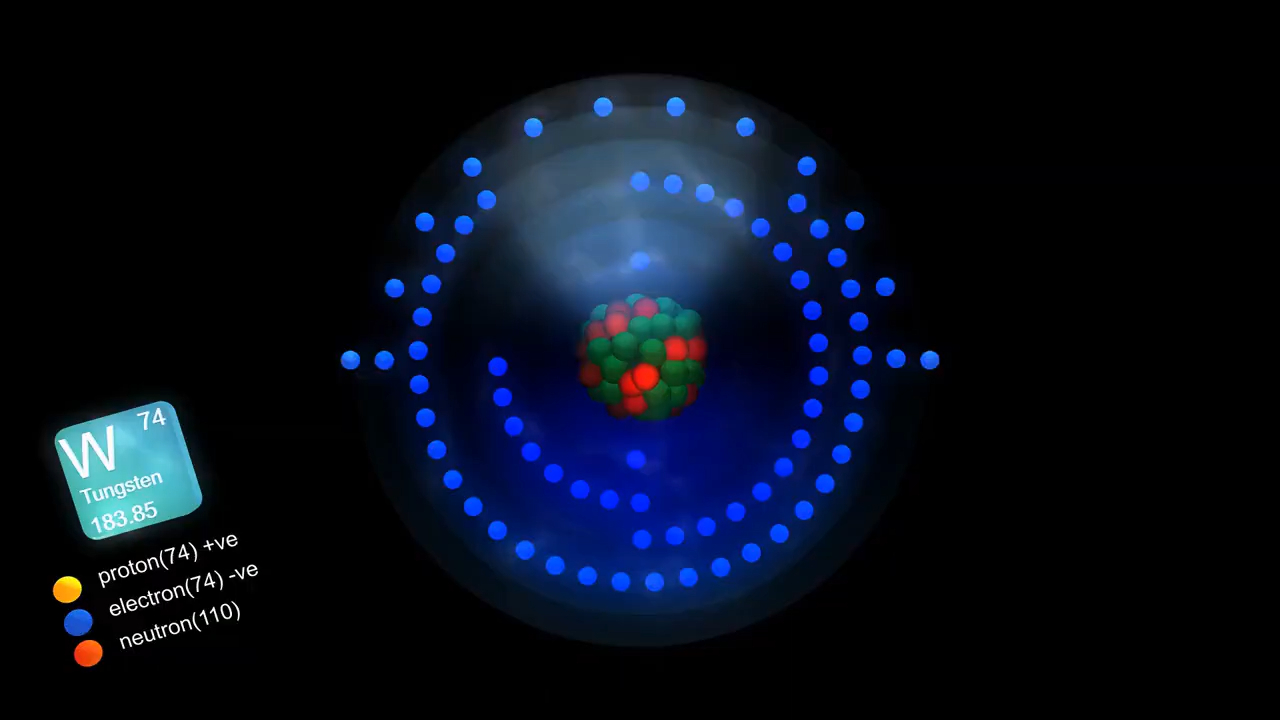 W 74
Tungsten
183.85
proton(74) +ve
electron(74) -ve
neutron(110)